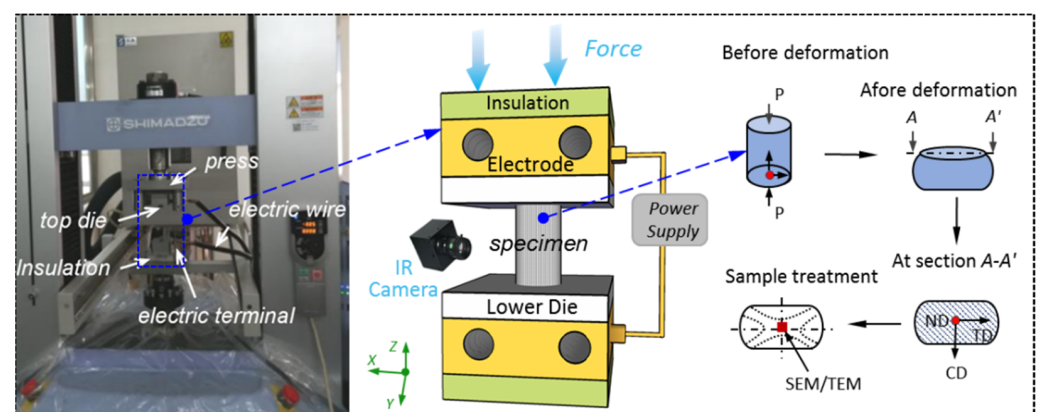 SHIMADZU
press
top die
electric wire
Insulation
electric terminal
Force
Insulation
Electrode
Power
Supply
specimen
IR
Camera
Lower Die
X
Z
Y
Before deformation
P
P
Afore deformation
A
A'
At section A-A'
ND
TD
CD
Sample treatment
SEM/TEM